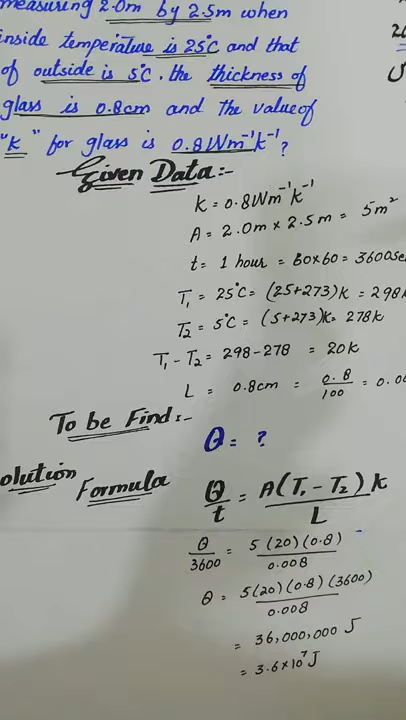 measuring 2.0m by 2.5m when
inside temperature is 25°C and that
of outside is 5°C. the thickness of
glass is 0.8cm and the value of
"K" for glass is 0.8Wm⁻¹k⁻¹?
Given Data:-
K = 0.8Wm⁻¹k⁻¹
A = 2.0m × 2.5m = 5m²
t = 1 hour = 60×60 = 3600sec
T₁ = 25°C = (25+273)K = 298K
T₂ = 5°C = (5+273)K = 278K
T₁ - T₂ = 298-278 = 20K
L = 0.8cm = 0.8/100 = 0.00
To be Find:-
Q = ?
olution
Formula
Q/t = A(T₁ - T₂)K/L
Q/3600 = 5(20)(0.8)/0.008
Q = 5(20)(0.8)(3600)/0.008
= 36,000,000 J
= 3.6×10⁷J